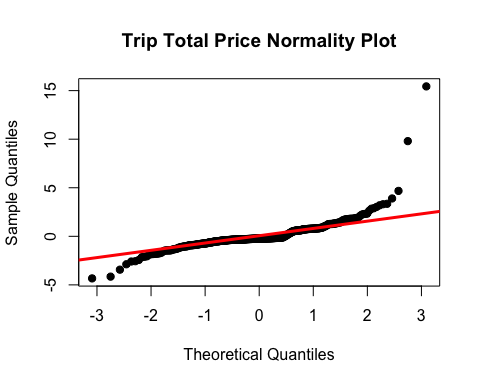 Trip Total Price Normality Plot
15
10
5
0
-5
Sample Quantiles
-3 -2 -1 0 1 2 3
Theoretical Quantiles